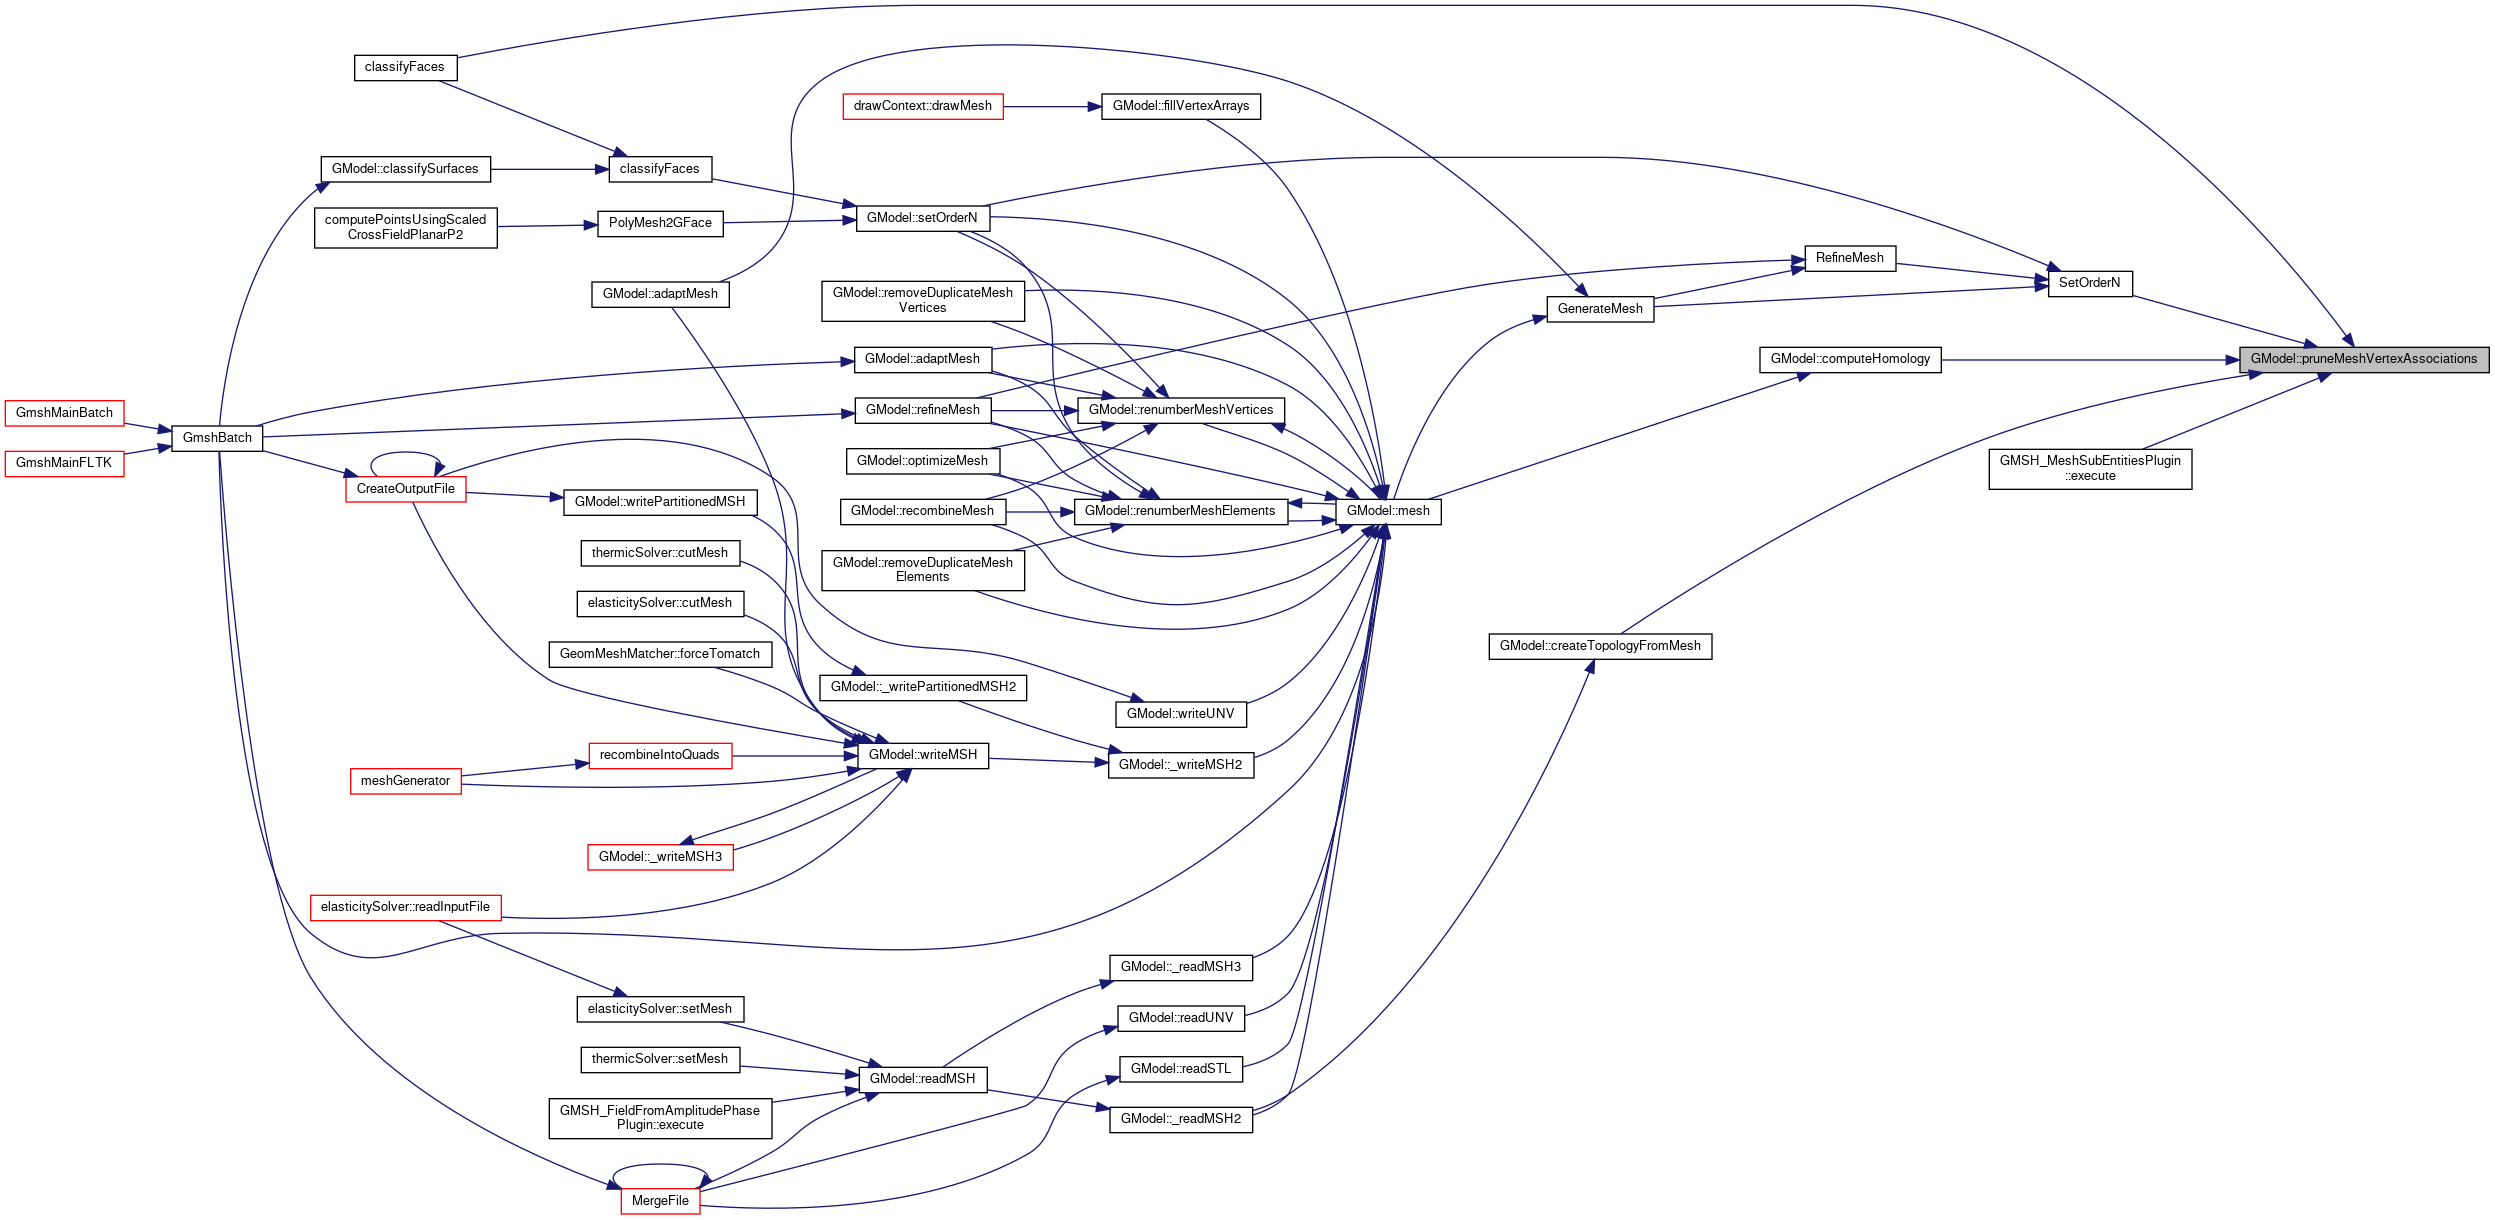 classifyFaces
drawContext::drawMesh
GModel::fillVertexArrays
GModel::classifySurfaces
classifyFaces
computePointsUsingScaled
CrossFieldPlanarP2
PolyMesh2GFace
GModel::setOrderN
RefineMesh
SetOrderN
GModel::adaptMesh
GModel::removeDuplicateMesh
Vertices
GenerateMesh
GModel::adaptMesh
GModel::computeHomology
GModel::pruneMeshVertexAssociations
GmshMainBatch
GModel::refineMesh
GModel::renumberMeshVertices
GmshBatch
GmshMainFLTK
GModel::optimizeMesh
GMSH_MeshSubEntitiesPlugin
::execute
CreateOutputFile
GModel::writePartitionedMSH
GModel::recombineMesh
GModel::renumberMeshElements
GModel::mesh
thermicSolver::cutMesh
GModel::removeDuplicateMesh
Elements
elasticitySolver::cutMesh
GeomMeshMatcher::forceTomatch
GModel::createTopologyFromMesh
GModel::_writePartitionedMSH2
GModel::writeUNV
recombineIntoQuads
GModel::writeMSH
GModel::_writeMSH2
meshGenerator
GModel::_writeMSH3
elasticitySolver::readInputFile
GModel::_readMSH3
elasticitySolver::setMesh
GModel::readUNV
thermicSolver::setMesh
GModel::readMSH
GModel::readSTL
GMSH_FieldFromAmplitudePhase
Plugin::execute
GModel::_readMSH2
MergeFile